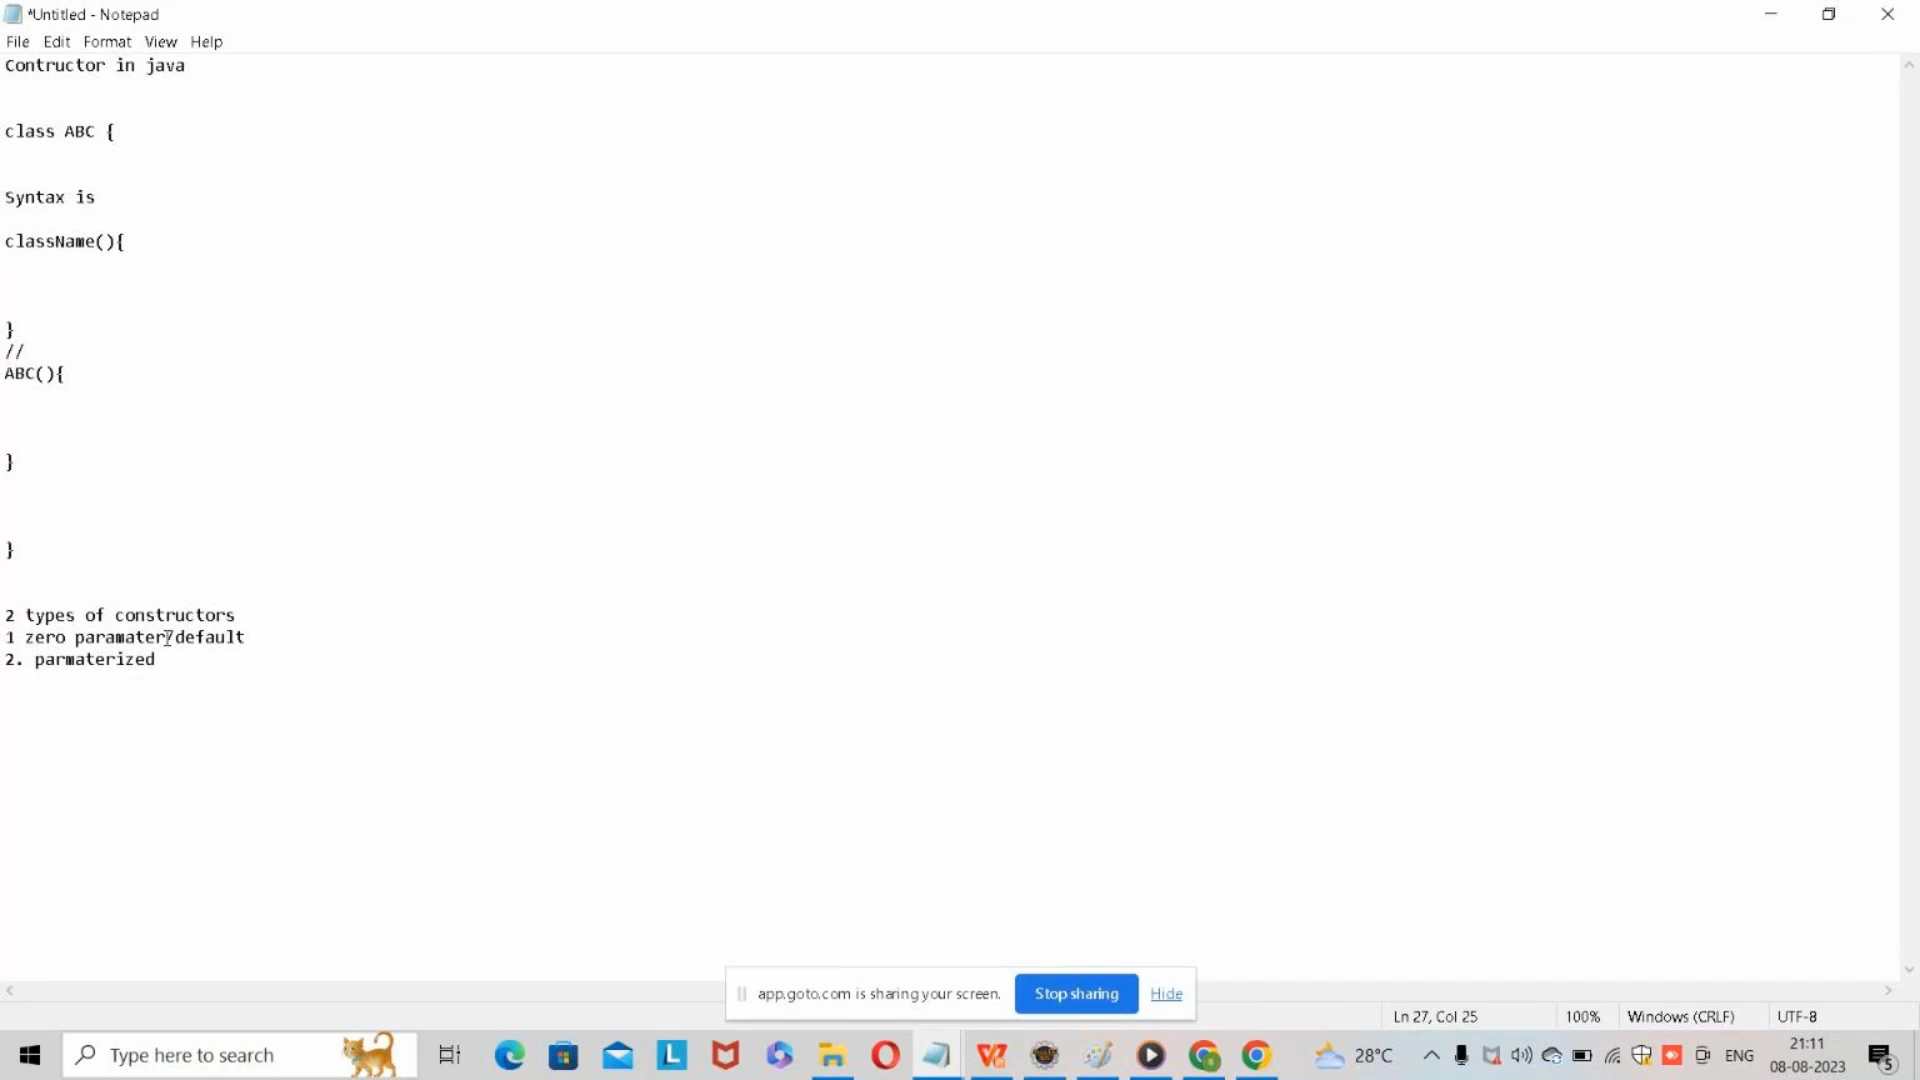 *Untitled - Notepad
File Edit Format View Help
Contructor in java
class ABC {
Syntax is
className(){
}
//
ABC(){
}
}
2 types of constructors
1 zero paramater/default
2. parmaterized
app.goto.com is sharing your screen. Stop sharing Hide
Ln 27, Col 25 100% Windows (CRLF) UTF-8
Type here to search
28°C ENG 21:11
08-08-2023 5